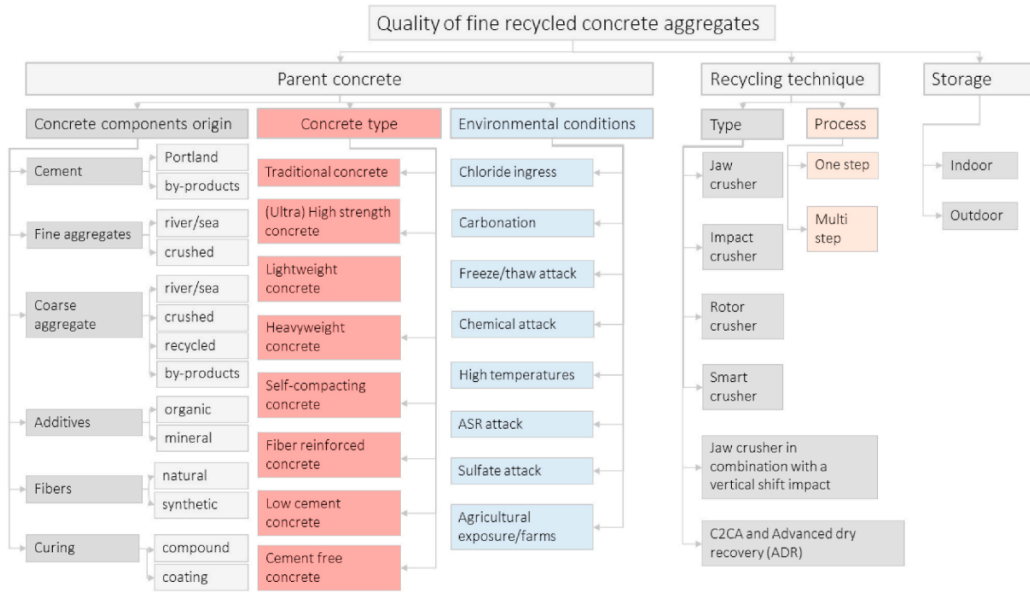 Quality of fine recycled concrete aggregates
Parent concrete
Recycling technique
Storage
Concrete components origin
Concrete type
Environmental conditions
Type
Process
Cement
Portland
by-products
Fine aggregates
river/sea
crushed
Coarse
aggregate
river/sea
crushed
recycled
by-products
Additives
organic
mineral
Fibers
natural
synthetic
Curing
compound
coating
Traditional concrete
(Ultra) High strength
concrete
Lightweight
concrete
Heavyweight
concrete
Self-compacting
concrete
Fiber reinforced
concrete
Low cement
concrete
Cement free
concrete
Chloride ingress
Carbonation
Freeze/thaw attack
Chemical attack
High temperatures
ASR attack
Sulfate attack
Agricultural
exposure/farms
Jaw
crusher
Impact
crusher
Rotor
crusher
Smart
crusher
Jaw crusher in
combination with a
vertical shift impact
C2CA and Advanced dry
recovery (ADR)
One step
Multi
step
Indoor
Outdoor